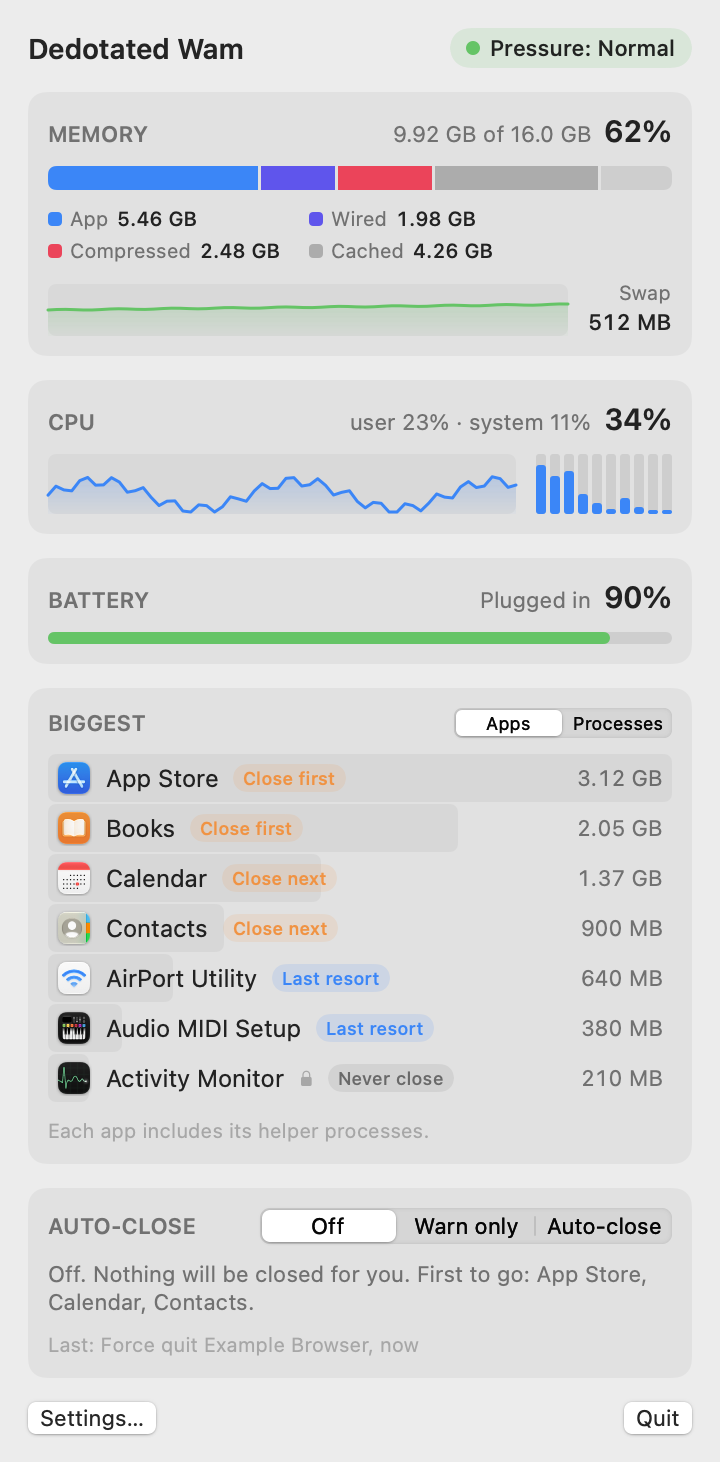 Dedotated Wam
Pressure: Normal
MEMORY
9.92 GB of 16.0 GB 62%
App 5.46 GB
Wired 1.98 GB
Compressed 2.48 GB
Cached 4.26 GB
Swap
512 MB
CPU
user 23% · system 11% 34%
BATTERY
Plugged in 90%
BIGGEST
Apps
Processes
App Store Close first 3.12 GB
Books Close first 2.05 GB
Calendar Close next 1.37 GB
Contacts Close next 900 MB
AirPort Utility Last resort 640 MB
Audio MIDI Setup Last resort 380 MB
Activity Monitor Never close 210 MB
Each app includes its helper processes.
AUTO-CLOSE
Off
Warn only
Auto-close
Off. Nothing will be closed for you. First to go: App Store,
Calendar, Contacts.
Last: Force quit Example Browser, now
Settings...
Quit